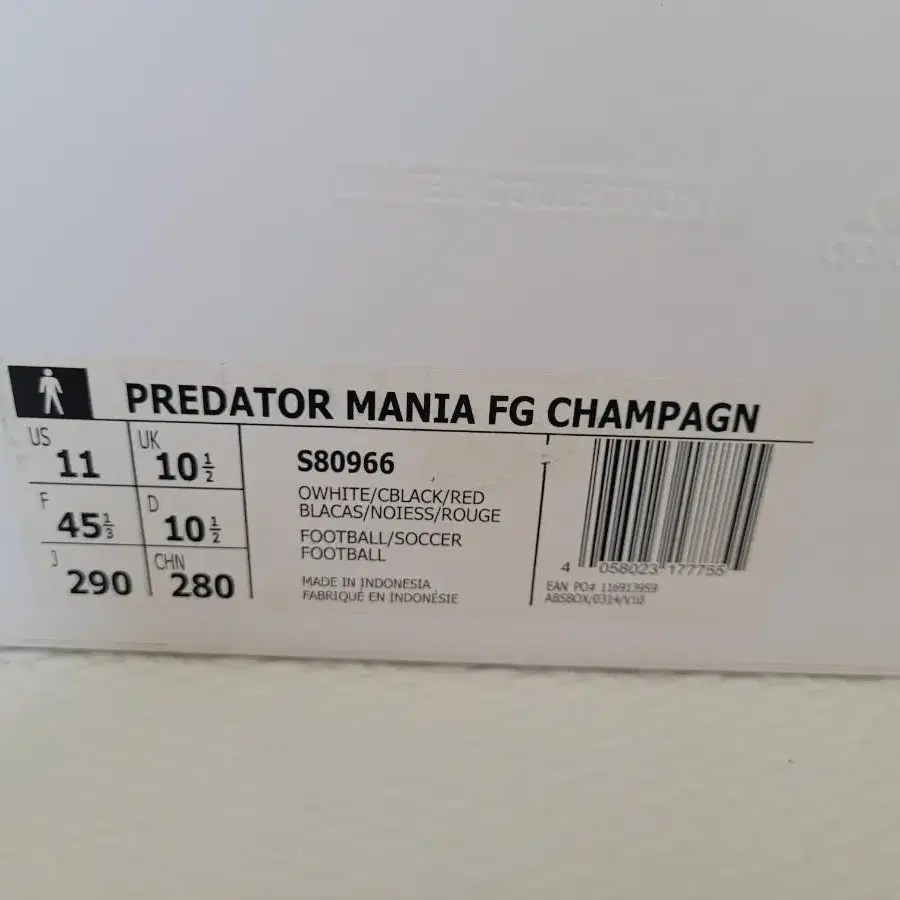 LIMITED COLLECTION
PREDATOR MANIA FG CHAMPAGN
US 11
UK 10½
F 45⅓
D 10½
J 290
CHN 280
S80966
OWHITE/CBLACK/RED
BLACAS/NOIESS/ROUGE
FOOTBALL/SOCCER
FOOTBALL
MADE IN INDONESIA
FABRIQUÉ EN INDONÉSIE
4 058023 177755
EAN PO# 116913959
ABSBOX/0314/V10